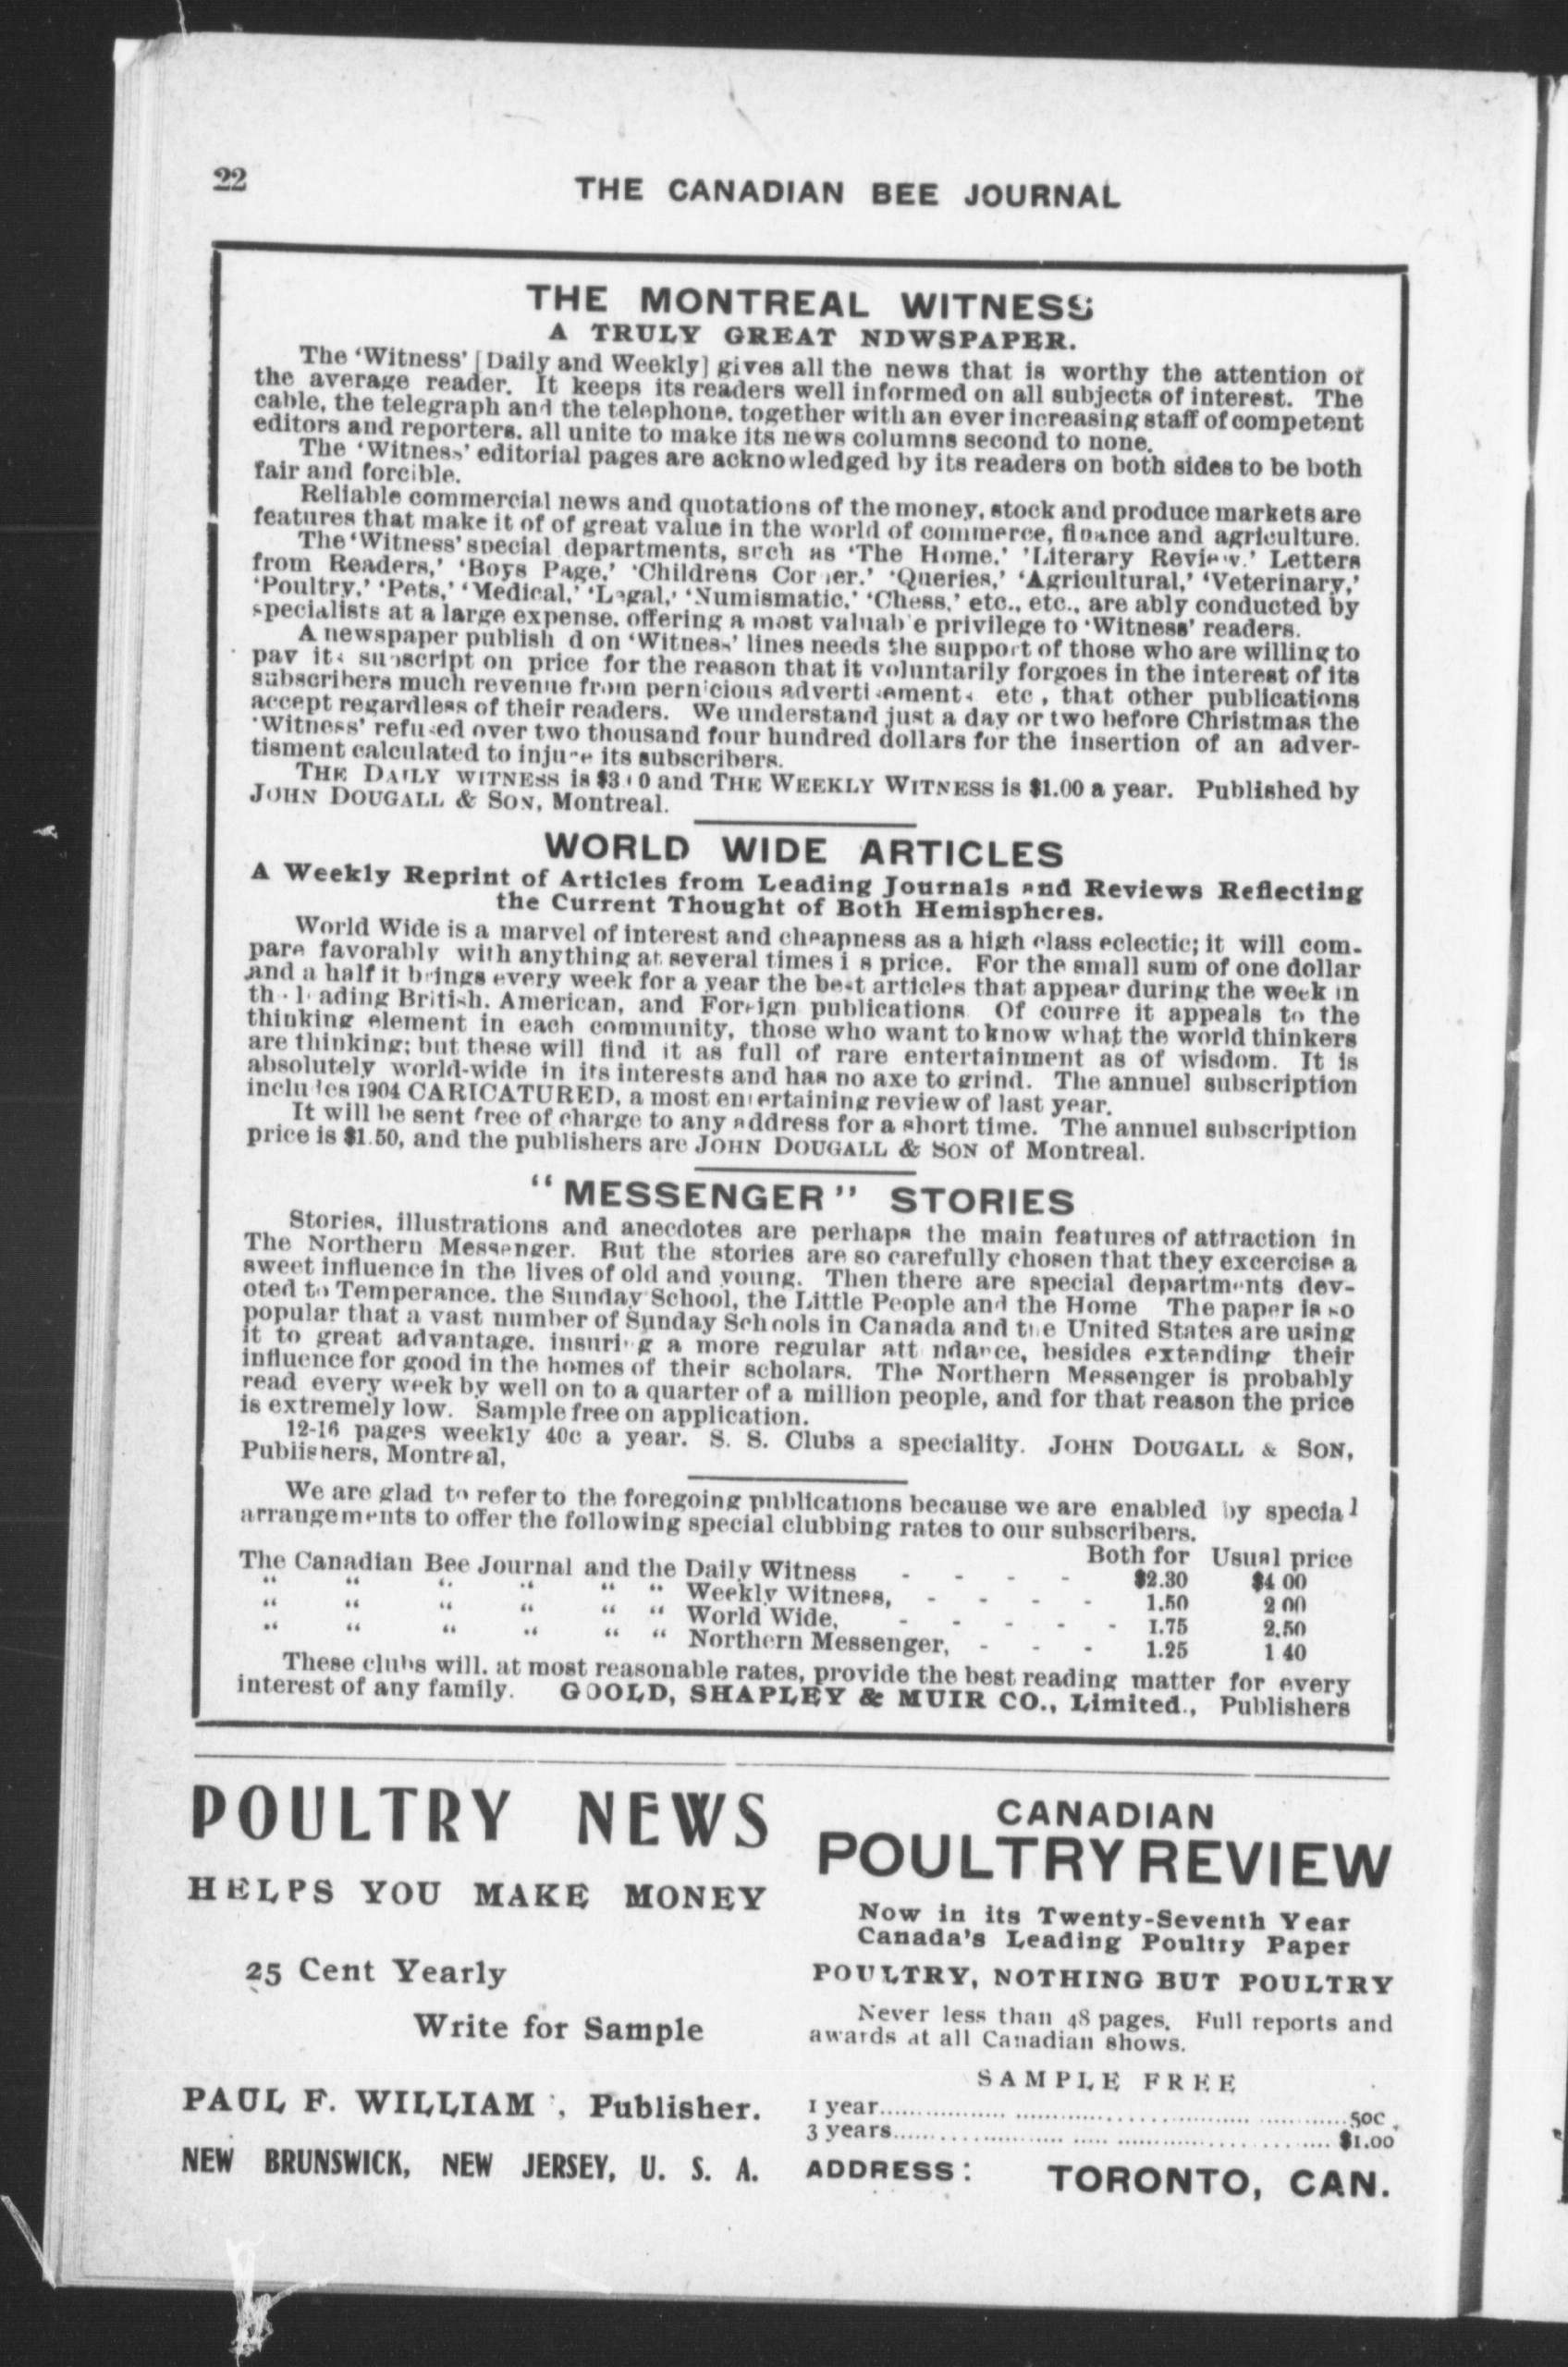 22
THE CANADIAN BEE JOURNAL
THE MONTREAL WITNESS
A TRULY GREAT NDWSPAPER.
The 'Witness' [Daily and Weekly] gives all the news that is worthy the attention of
the average reader. It keeps its readers well informed on all subjects of interest. The
cable, the telegraph and the telephone, together with an ever increasing staff of competent
editors and reporters, all unite to make its news columns second to none.
The 'Witness' editorial pages are acknowledged by its readers on both sides to be both
fair and forcible.
Reliable commercial news and quotations of the money, stock and produce markets are
features that make it of of great value in the world of commerce, finance and agriculture.
The 'Witness' special departments, such as 'The Home,' 'Literary Review.' Letters
from Readers,' 'Boys Page,' 'Childrens Corner.' 'Queries,' 'Agricultural,' 'Veterinary,'
'Poultry,' 'Pets,' 'Medical,' 'Legal,' 'Numismatic,' 'Chess,' etc., etc., are ably conducted by
specialists at a large expense, offering a most valuable privilege to 'Witness' readers.
A newspaper publish d on 'Witness' lines needs the support of those who are willing to
pay its subscript on price for the reason that it voluntarily forgoes in the interest of its
subscribers much revenue from pernicious advertisements etc , that other publications
accept regardless of their readers. We understand just a day or two before Christmas the
'Witness' refused over two thousand four hundred dollars for the insertion of an adver-
tisment calculated to injure its subscribers.
THE DAILY WITNESS is and THE WEEKLY WITNESS is $1.00 a year. Published by
JOHN DOUGALL & SON, Montreal.
WORLD WIDE ARTICLES
A Weekly Reprint of Articles from Leading Journals and Reviews Reflecting
the Current Thought of Both Hemispheres.
World Wide is a marvel of interest and cheapness as a high class eclectic; it will com-
pare favorably with anything at several times i s price. For the small sum of one dollar
and a half it brings every week for a year the best articles that appear during the week in
the leading British, American, and Foreign publications Of course it appeals to the
thinking element in each community, those who want to know what the world thinkers
are thinking; but these will find it as full of rare entertainment as of wisdom. It is
absolutely world-wide in its interests and has no axe to grind. The annuel subscription
includes 1904 CARICATURED, a most entertaining review of last year.
It will be sent free of charge to any address for a short time. The annuel subscription
price is $1.50, and the publishers are JOHN DOUGALL & SON of Montreal.
"MESSENGER" STORIES
Stories, illustrations and anecdotes are perhaps the main features of attraction in
The Northern Messenger. But the stories are so carefully chosen that they excercise a
sweet influence in the lives of old and young. Then there are special departments dev-
oted to Temperance, the Sunday School, the Little People and the Home The paper is so
popular that a vast number of Sunday Schools in Canada and the United States are using
it to great advantage, insuring a more regular att ndance, besides extending their
influence for good in the homes of their scholars. The Northern Messenger is probably
read every week by well on to a quarter of a million people, and for that reason the price
is extremely low. Sample free on application.
12-16 pages weekly 40c a year. S. S. Clubs a speciality. JOHN DOUGALL & SON,
Publishers, Montreal,
We are glad to refer to the foregoing publications because we are enabled by special
arrangements to offer the following special clubbing rates to our subscribers.
Both for Usual price
The Canadian Bee Journal and the Daily Witness - - - - $2.30 $4 00
" " " " " " Weekly Witness, - - - - 1.50 2 00
" " " " " " World Wide, - - - - - 1.75 2.50
" " " " " " Northern Messenger, - - - 1.25 1 40
These clubs will, at most reasonable rates, provide the best reading matter for every
interest of any family. GOOLD, SHAPLEY & MUIR CO., Limited., Publishers
POULTRY NEWS
HELPS YOU MAKE MONEY
25 Cent Yearly
Write for Sample
PAUL F. WILLIAM , Publisher.
NEW BRUNSWICK, NEW JERSEY, U. S. A.
CANADIAN
POULTRY REVIEW
Now in its Twenty-Seventh Year
Canada's Leading Poultry Paper
POULTRY, NOTHING BUT POULTRY
Never less than 48 pages. Full reports and
awards at all Canadian shows.
SAMPLE FREE
1 year........................50c.
3 years........................$1.00
ADDRESS: TORONTO, CAN.